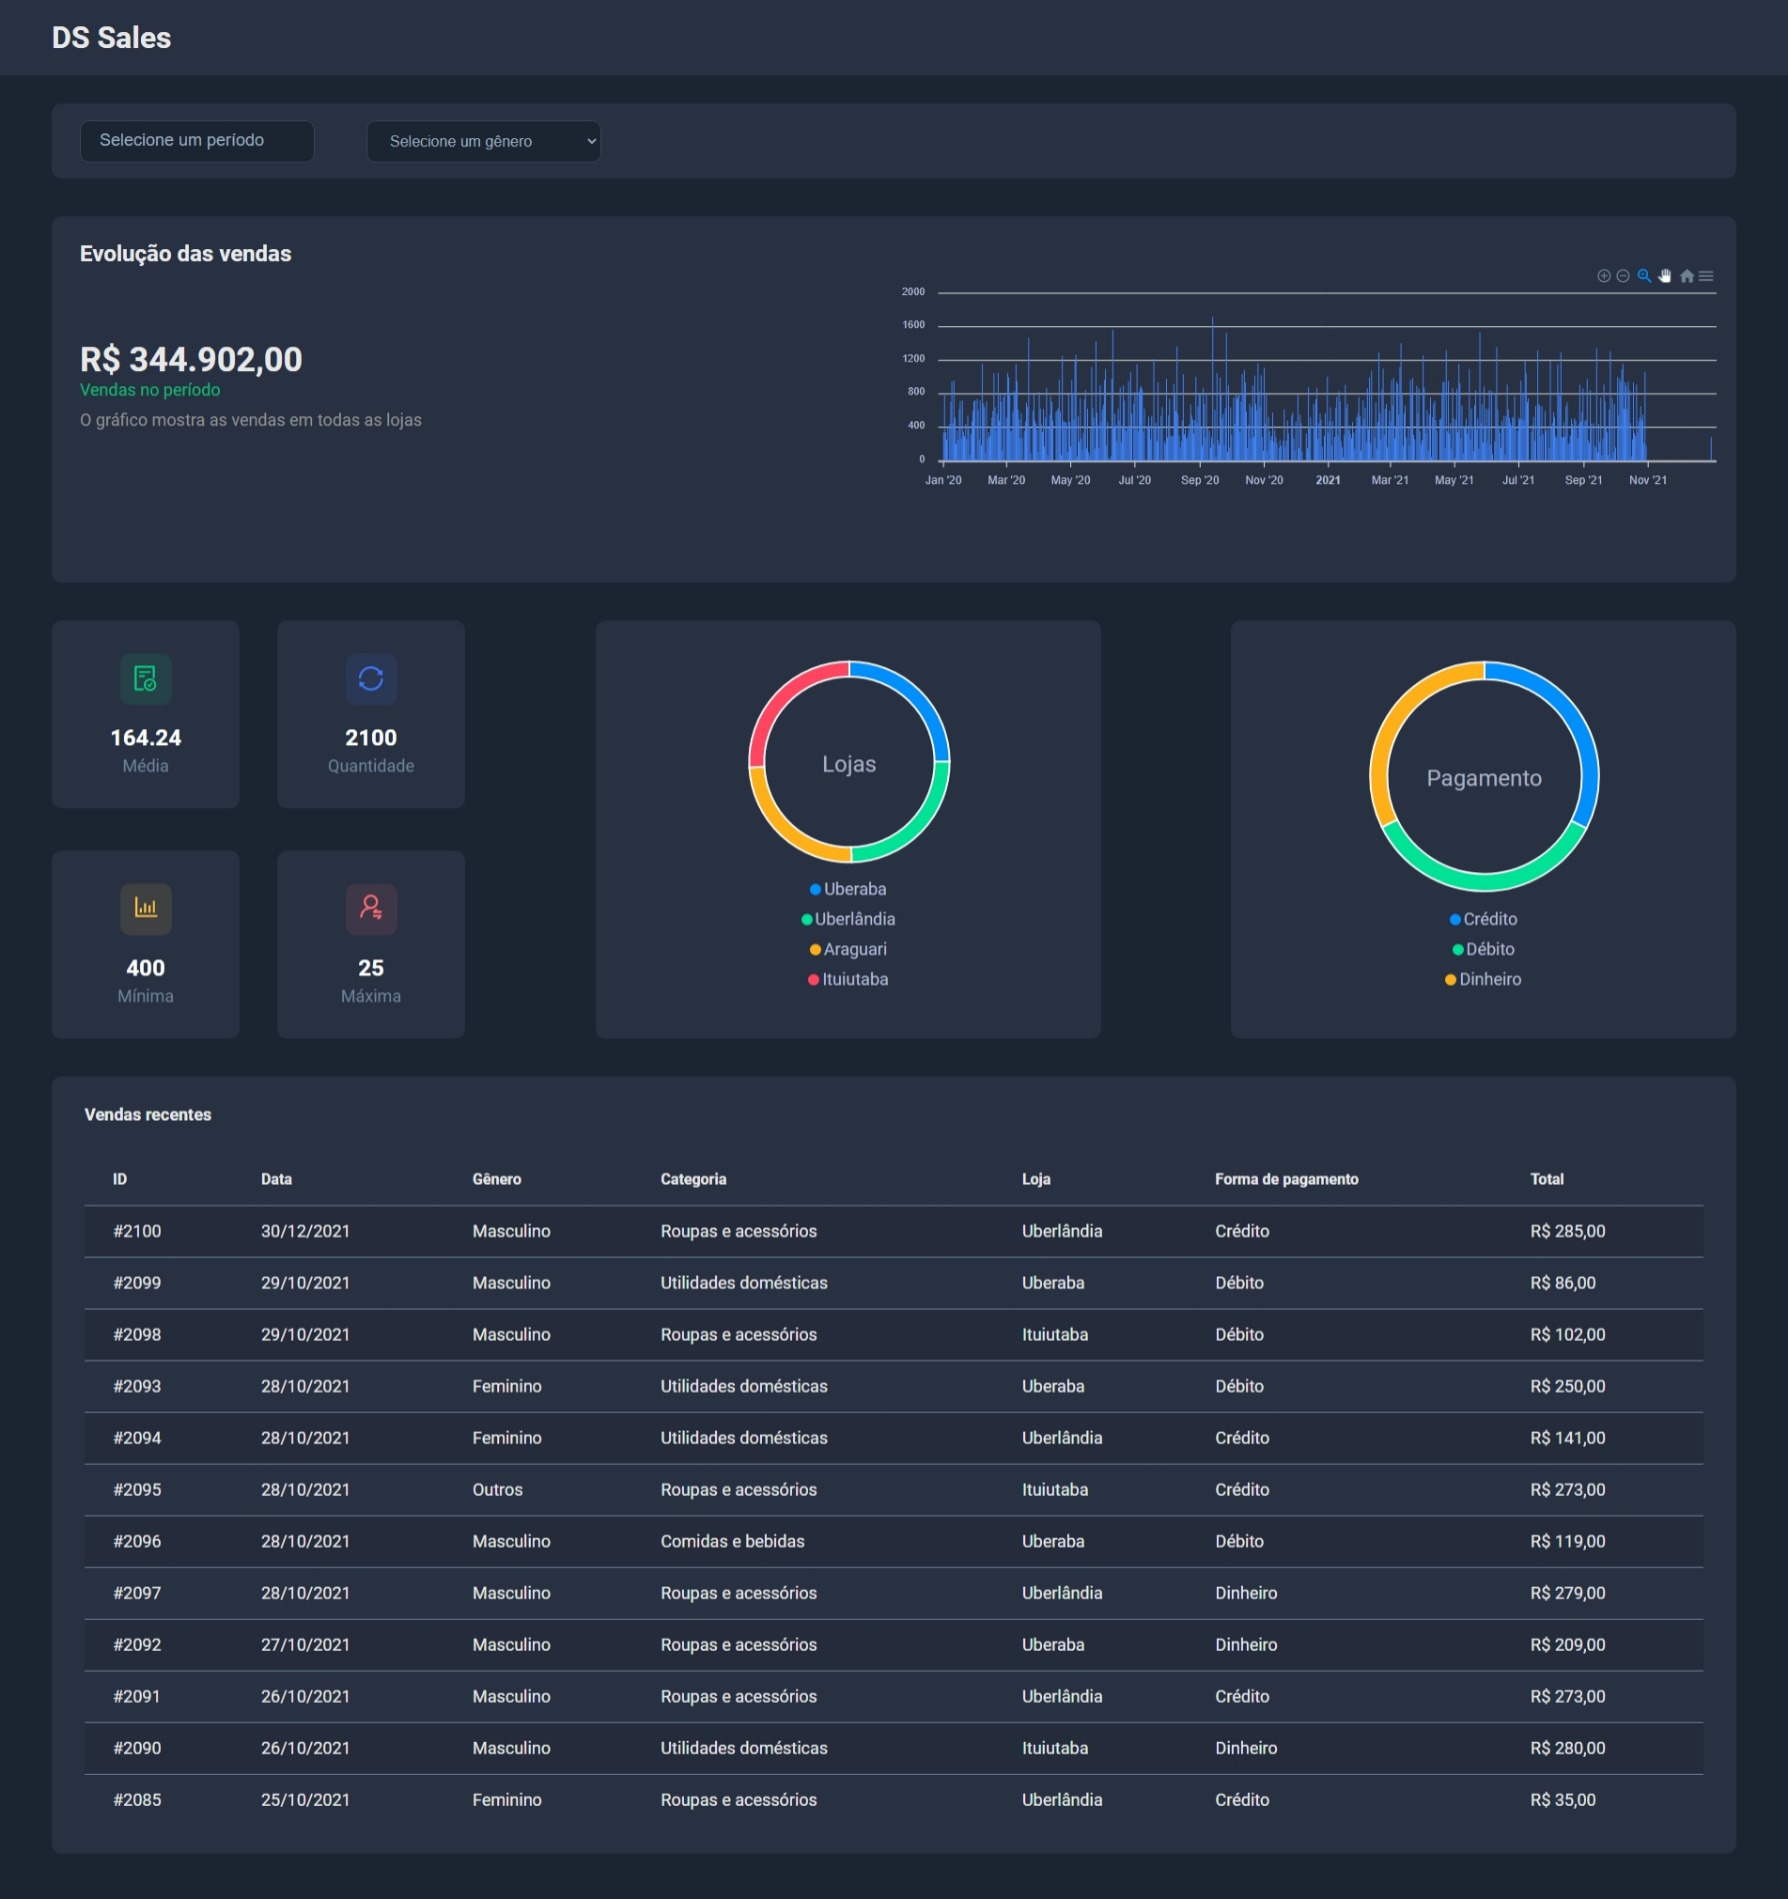 DS Sales
Selecione um período
Selecione um gênero
Evolução das vendas
R$ 344.902,00
Vendas no período
O gráfico mostra as vendas em todas as lojas
2000
1600
1200
800
400
0
Jan '20 Mar '20 May '20 Jul '20 Sep '20 Nov '20 2021 Mar '21 May '21 Jul '21 Sep '21 Nov '21
164.24
Média
2100
Quantidade
400
Mínima
25
Máxima
Lojas
Uberaba
Uberlândia
Araguari
Ituiutaba
Pagamento
Crédito
Débito
Dinheiro
Vendas recentes
ID Data Gênero Categoria Loja Forma de pagamento Total
#2100 30/12/2021 Masculino Roupas e acessórios Uberlândia Crédito R$ 285,00
#2099 29/10/2021 Masculino Utilidades domésticas Uberaba Débito R$ 86,00
#2098 29/10/2021 Masculino Roupas e acessórios Ituiutaba Débito R$ 102,00
#2093 28/10/2021 Feminino Utilidades domésticas Uberaba Débito R$ 250,00
#2094 28/10/2021 Feminino Utilidades domésticas Uberlândia Crédito R$ 141,00
#2095 28/10/2021 Outros Roupas e acessórios Ituiutaba Crédito R$ 273,00
#2096 28/10/2021 Masculino Comidas e bebidas Uberaba Débito R$ 119,00
#2097 28/10/2021 Masculino Roupas e acessórios Uberlândia Dinheiro R$ 279,00
#2092 27/10/2021 Masculino Roupas e acessórios Uberaba Dinheiro R$ 209,00
#2091 26/10/2021 Masculino Roupas e acessórios Uberlândia Crédito R$ 273,00
#2090 26/10/2021 Masculino Utilidades domésticas Ituiutaba Dinheiro R$ 280,00
#2085 25/10/2021 Feminino Roupas e acessórios Uberlândia Crédito R$ 35,00